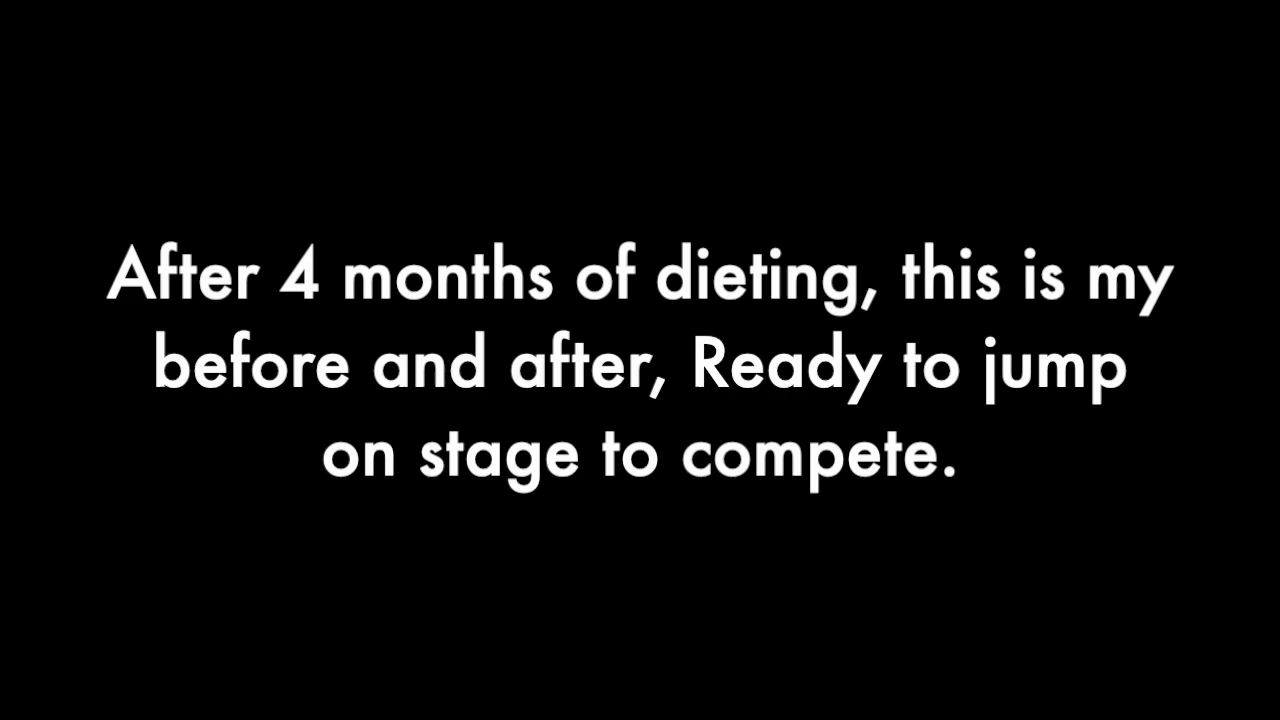 After 4 months of dieting, this is my
before and after, Ready to jump
on stage to compete.